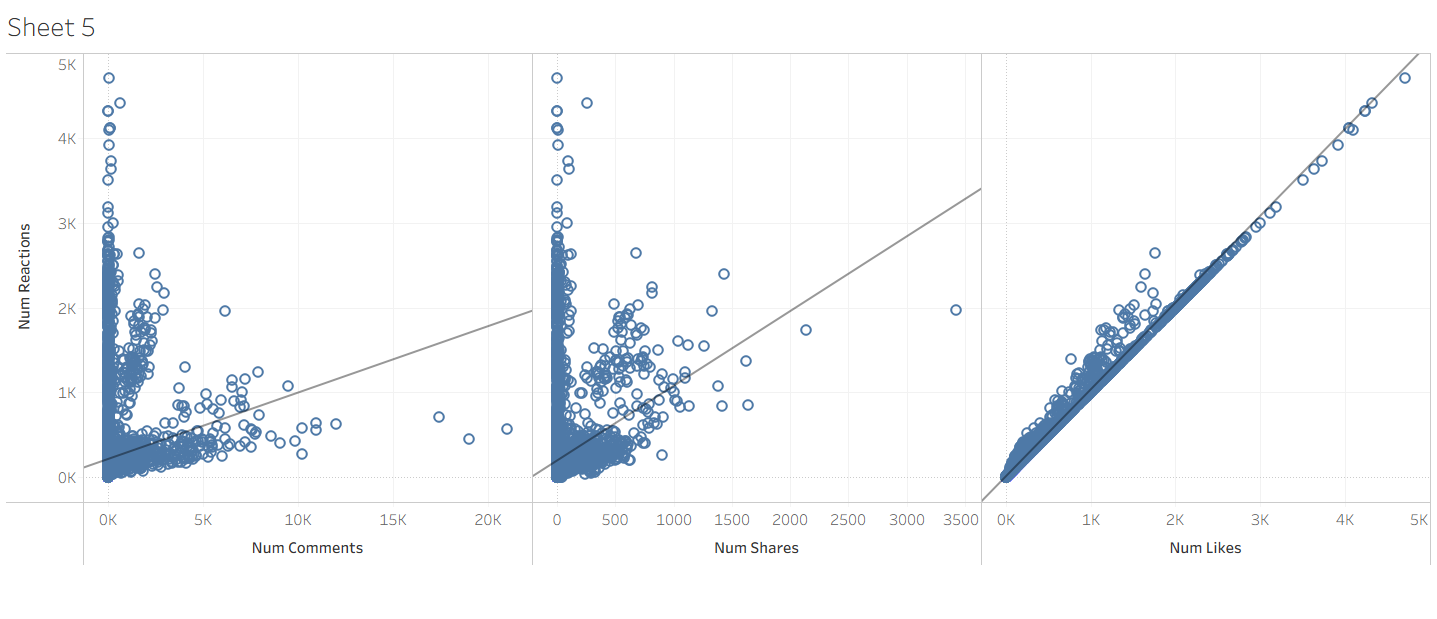 Sheet 5
5K
4K
3K
2K
1K
0K
Num Reactions
0K 5K 10K 15K 20K
0 500 1000 1500 2000 2500 3000 3500
0K 1K 2K 3K 4K 5K
Num Comments Num Shares Num Likes